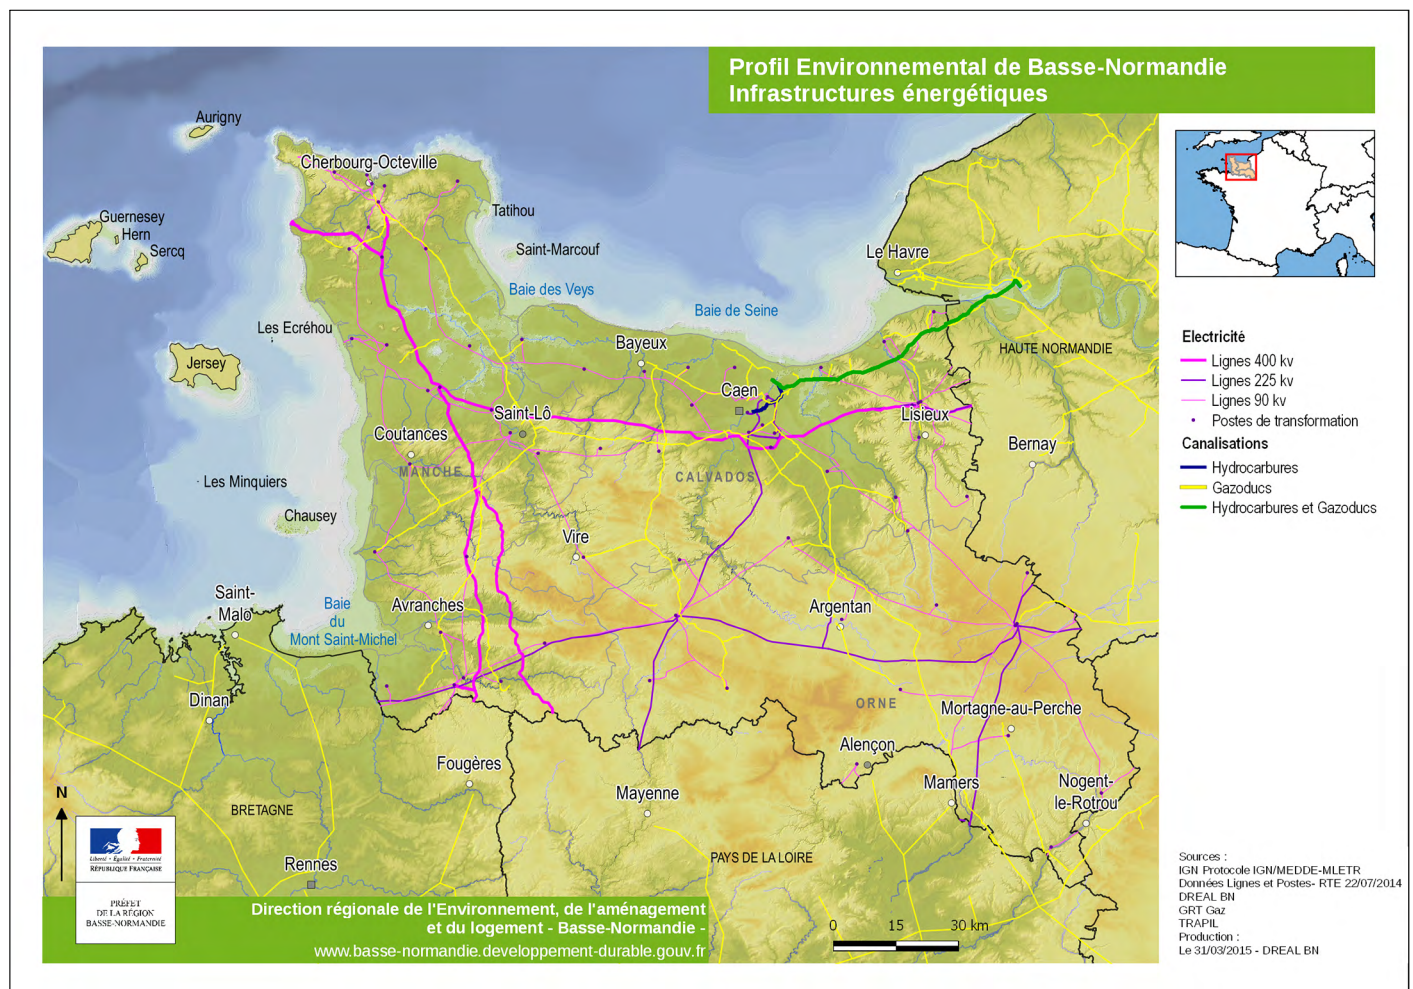 Profil Environnemental de Basse-Normandie
Infrastructures énergétiques
Aurigny
Cherbourg-Octeville
Guernesey
Hern
Sercq
Tatihou
Saint-Marcouf
Le Havre
Baie des Veys
Baie de Seine
Les Ecréhou
Jersey
Bayeux
HAUTE NORMANDIE
Caen
Saint-Lô
Lisieux
Coutances
Bernay
MANCHE
CALVADOS
Les Minquiers
Chausey
Vire
Saint-
Malo
Baie
du
Mont Saint-Michel
Avranches
Argentan
Dinan
ORNE
Mortagne-au-Perche
Alençon
Fougères
Mayenne
Mamers
Nogent-
le-Rotrou
BRETAGNE
PAYS DE LA LOIRE
Rennes
N
Electricité
Lignes 400 kv
Lignes 225 kv
Lignes 90 kv
Postes de transformation
Canalisations
Hydrocarbures
Gazoducs
Hydrocarbures et Gazoducs
Liberté • Égalité • Fraternité
RÉPUBLIQUE FRANÇAISE
PRÉFET
DE LA RÉGION
BASSE-NORMANDIE
Direction régionale de l'Environnement, de l'aménagement
et du logement - Basse-Normandie -
www.basse-normandie.developpement-durable.gouv.fr
0 15 30 km
Sources :
IGN Protocole IGN/MEDDE-MLETR
Données Lignes et Postes- RTE 22/07/2014
DREAL BN
GRT Gaz
TRAPIL
Production :
Le 31/03/2015 - DREAL BN